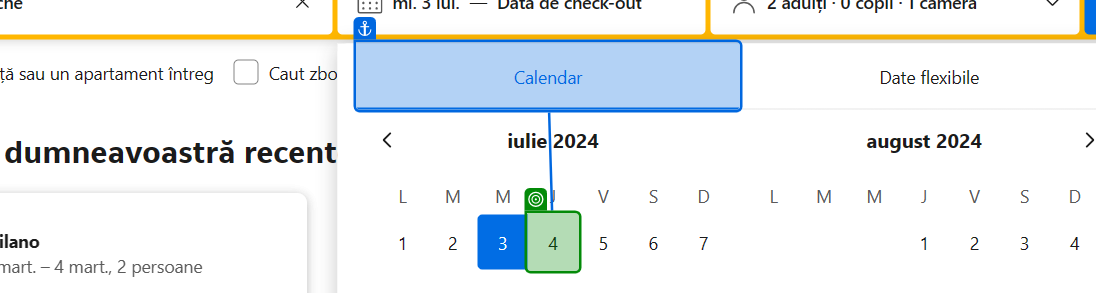 che
mi. 3 iul. — Data de check-out
2 adulți · 0 copii · 1 cameră
ță sau un apartament întreg
Caut zbo
Calendar
Date flexibile
dumneavoastră recent
iulie 2024
august 2024
L M M J V S D
L M M J V S D
1 2 3 4 5 6 7
1 2 3 4
ilano
mart. – 4 mart., 2 persoane